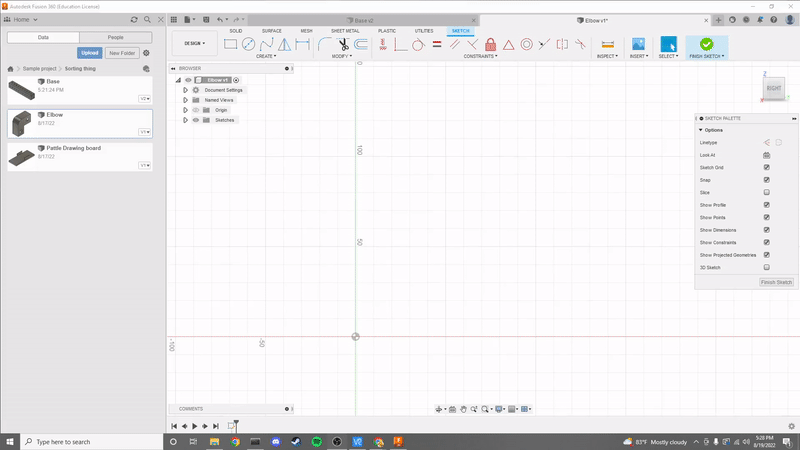 Autodesk Fusion 360 (Education License)
Home
Base v2
Elbow v1*
Data
People
Upload
New Folder
Sample project
Sorting thing
Base
5:21:24 PM
V2
Elbow
8/17/22
V1
Pattle Drawing board
8/17/22
V1
DESIGN
SOLID
SURFACE
MESH
SHEET METAL
PLASTIC
UTILITIES
SKETCH
CREATE
MODIFY
CONSTRAINTS
INSPECT
INSERT
SELECT
FINISH SKETCH
BROWSER
Elbow v1
Document Settings
Named Views
Origin
Sketches
100
50
-100
-50
Z
RIGHT
SKETCH PALETTE
Options
Linetype
Look At
Sketch Grid
Snap
Slice
Show Profile
Show Points
Show Dimensions
Show Constraints
Show Projected Geometries
3D Sketch
Finish Sketch
COMMENTS
Type here to search
83°F Mostly cloudy
5:28 PM
8/19/2022